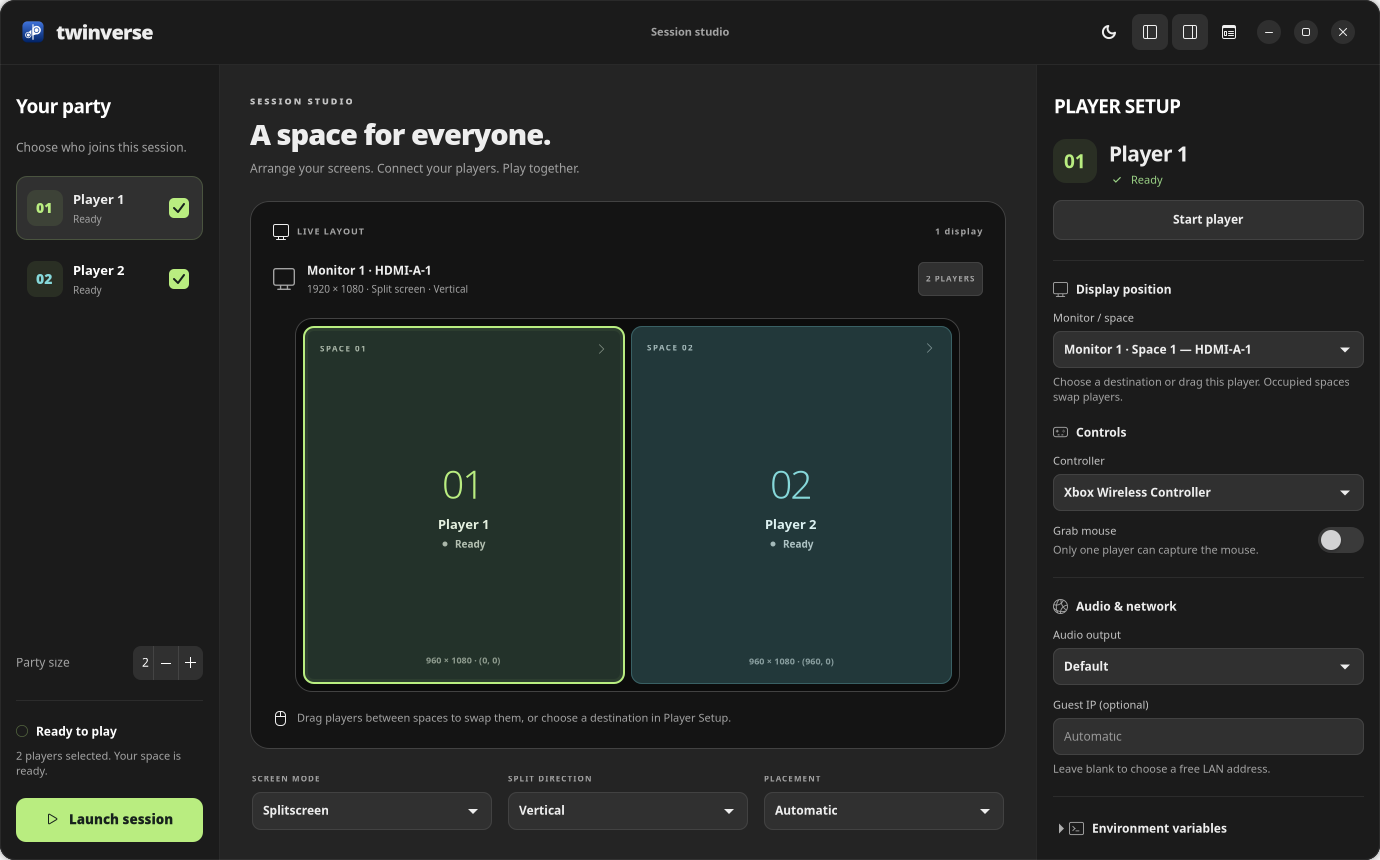 twinverse
Session studio
Your party
Choose who joins this session.
01
Player 1
Ready
02
Player 2
Ready
Party size
2
Ready to play
2 players selected. Your space is
ready.
Launch session
SESSION STUDIO
A space for everyone.
Arrange your screens. Connect your players. Play together.
LIVE LAYOUT
1 display
Monitor 1 · HDMI-A-1
1920 × 1080 · Split screen · Vertical
2 PLAYERS
SPACE 01
01
Player 1
Ready
960 × 1080 · (0, 0)
SPACE 02
02
Player 2
Ready
960 × 1080 · (960, 0)
Drag players between spaces to swap them, or choose a destination in Player Setup.
SCREEN MODE
Splitscreen
SPLIT DIRECTION
Vertical
PLACEMENT
Automatic
PLAYER SETUP
01
Player 1
Ready
Start player
Display position
Monitor / space
Monitor 1 · Space 1 — HDMI-A-1
Choose a destination or drag this player. Occupied spaces
swap players.
Controls
Controller
Xbox Wireless Controller
Grab mouse
Only one player can capture the mouse.
Audio & network
Audio output
Default
Guest IP (optional)
Automatic
Leave blank to choose a free LAN address.
Environment variables